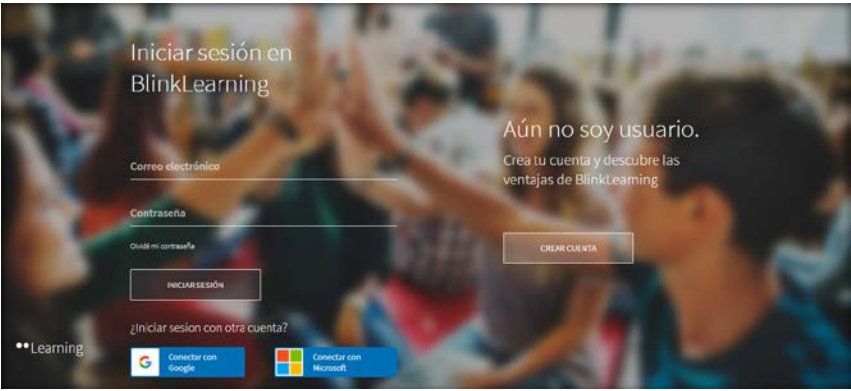 Iniciar sesión en
BlinkLearning
Correo electrónico
Contraseña
Olvidé mi contraseña
INICIAR SESIÓN
¿Iniciar sesion con otra cuenta?
Conectar con
Google
Conectar con
Microsoft
Aún no soy usuario.
Crea tu cuenta y descubre las
ventajas de BlinkLearning
CREAR CUENTA
••Learning